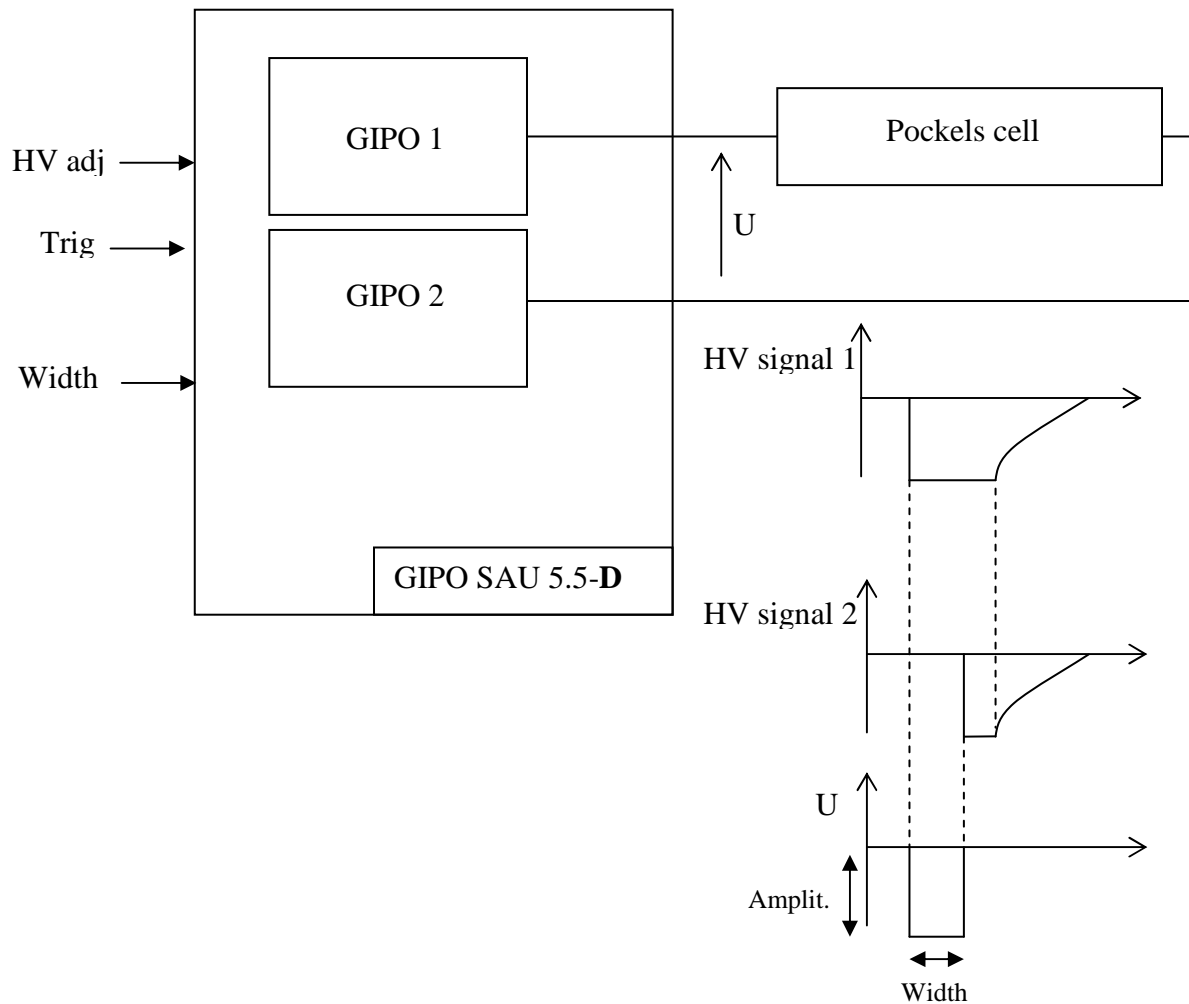 GIPO 1
Pockels cell
HV adj
U
Trig
GIPO 2
HV signal 1
Width
GIPO SAU 5.5-D
HV signal 2
U
Amplit.
Width